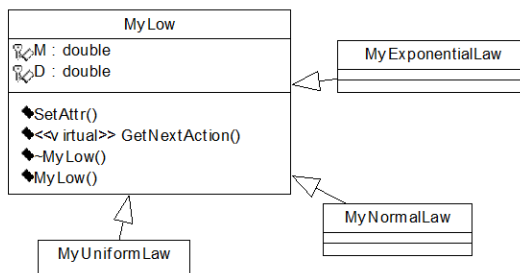 MyLow
M : double
D : double
SetAttr()
<<virtual>> GetNextAction()
~MyLow()
MyLow()
MyExponentialLaw
MyNormalLaw
MyUniformLaw